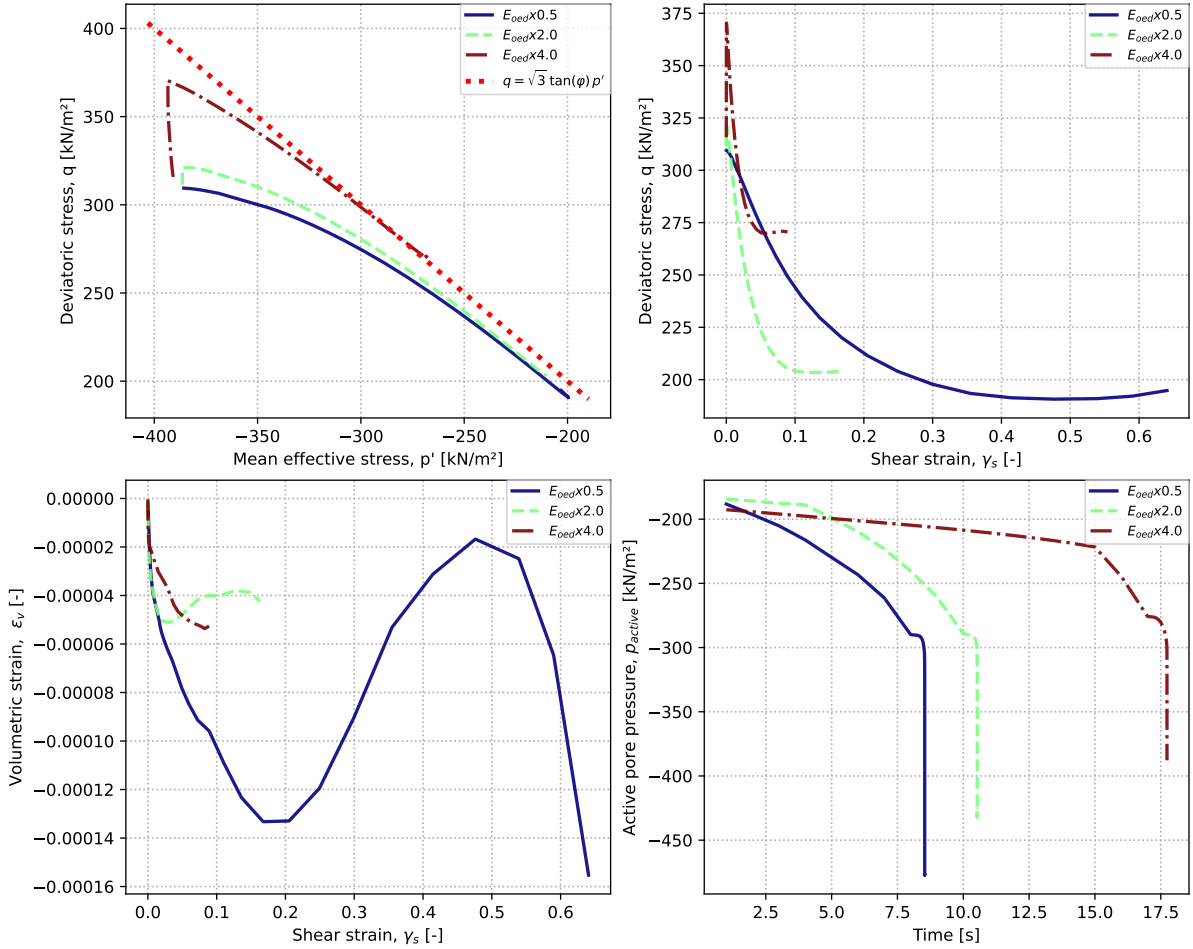 400
350
300
250
200
Deviatoric stress, q [kN/m²]
−400
−350
−300
−250
−200
Mean effective stress, p' [kN/m²]
E_oed x0.5
E_oed x2.0
E_oed x4.0
q = √3 tan(φ) p′
375
350
325
300
275
250
225
200
Deviatoric stress, q [kN/m²]
0.0
0.1
0.2
0.3
0.4
0.5
0.6
Shear strain, γ_s [-]
E_oed x0.5
E_oed x2.0
E_oed x4.0
0.00000
−0.00002
−0.00004
−0.00006
−0.00008
−0.00010
−0.00012
−0.00014
−0.00016
Volumetric strain, ε_v [-]
0.0
0.1
0.2
0.3
0.4
0.5
0.6
Shear strain, γ_s [-]
E_oed x0.5
E_oed x2.0
E_oed x4.0
−200
−250
−300
−350
−400
−450
Active pore pressure, p_active [kN/m²]
2.5
5.0
7.5
10.0
12.5
15.0
17.5
Time [s]
E_oed x0.5
E_oed x2.0
E_oed x4.0